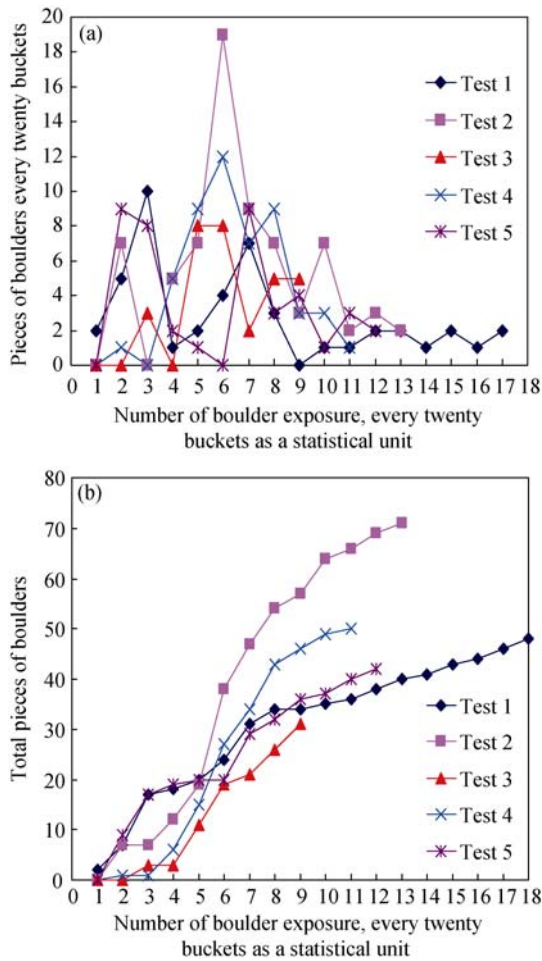 (a)
Pieces of boulders every twenty buckets
20
18
16
14
12
10
8
6
4
2
0
Test 1
Test 2
Test 3
Test 4
Test 5
0 1 2 3 4 5 6 7 8 9 10 11 12 13 14 15 16 17 18
Number of boulder exposure, every twenty
buckets as a statistical unit
(b)
Total pieces of boulders
80
70
60
50
40
30
20
10
0
Test 1
Test 2
Test 3
Test 4
Test 5
0 1 2 3 4 5 6 7 8 9 10 11 12 13 14 15 16 17 18
Number of boulder exposure, every twenty
buckets as a statistical unit